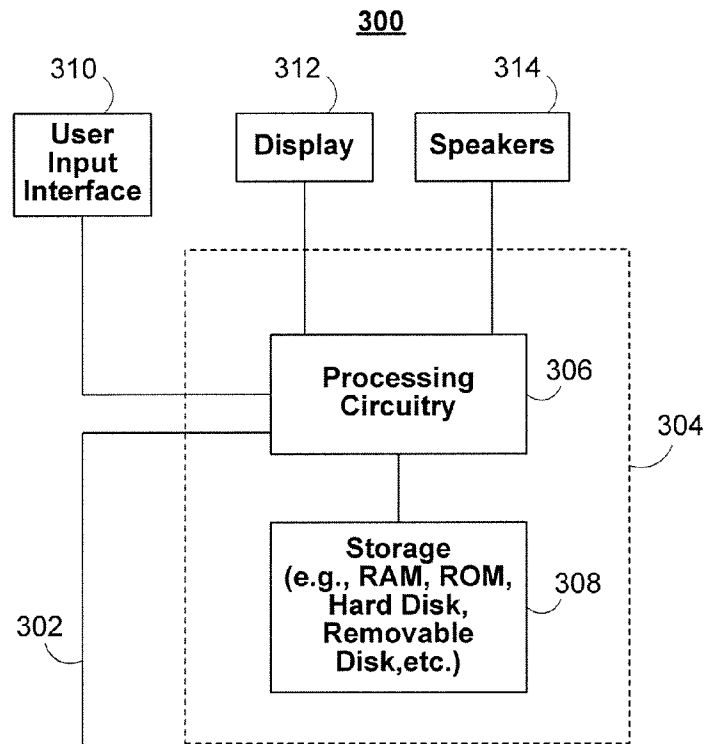 300
310
312
314
User
Input
Interface
Display
Speakers
Processing
Circuitry
306
304
Storage
(e.g., RAM, ROM,
Hard Disk,
Removable
Disk,etc.)
308
302